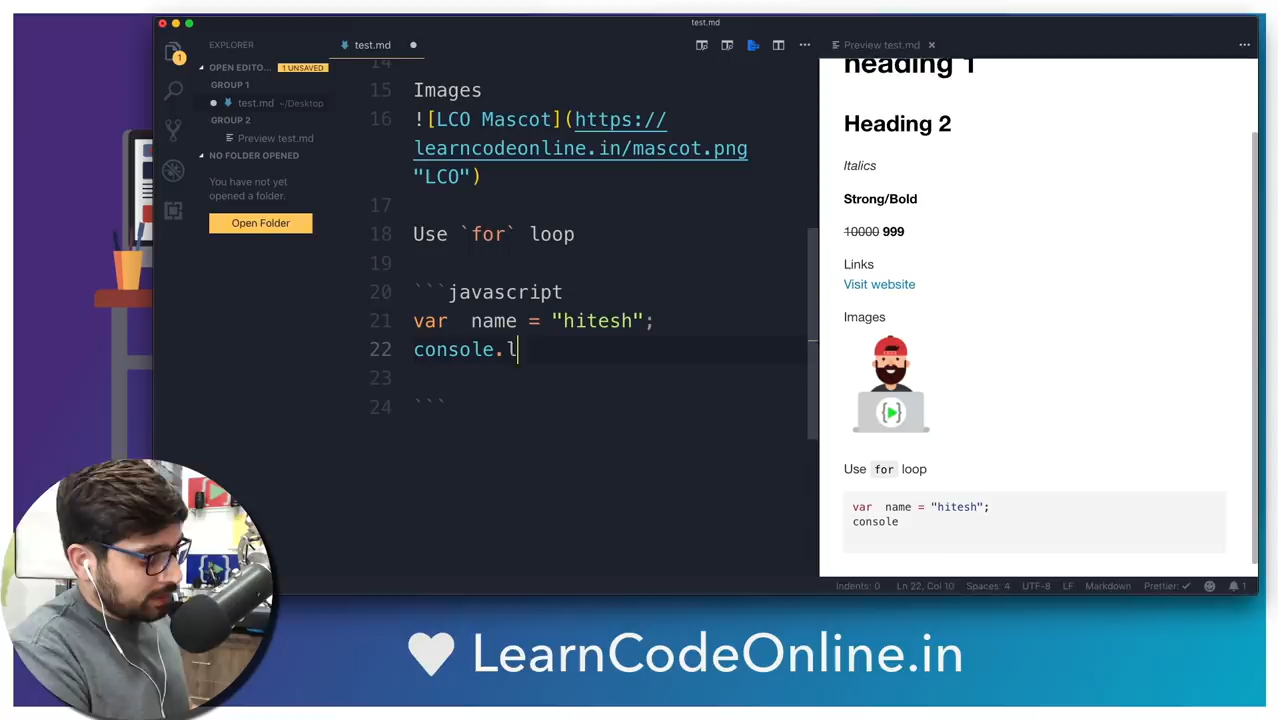 test.md
EXPLORER
OPEN EDITO... 1 UNSAVED
GROUP 1
test.md ~/Desktop
GROUP 2
Preview test.md
NO FOLDER OPENED
You have not yet
opened a folder.
Open Folder
1
test.md
14
15 Images
16 ![LCO Mascot](https://
learncodeonline.in/mascot.png
"LCO")
17
18 Use `for` loop
19
20 ```javascript
21 var  name = "hitesh";
22 console.l
23
24 ```
Preview test.md
heading 1
Heading 2
Italics
Strong/Bold
10000 999
Links
Visit website
Images
Use for loop
var  name = "hitesh";
console
Indents: 0 Ln 22, Col 10 Spaces: 4 UTF-8 LF Markdown Prettier: ✓ 1
LearnCodeOnline.in